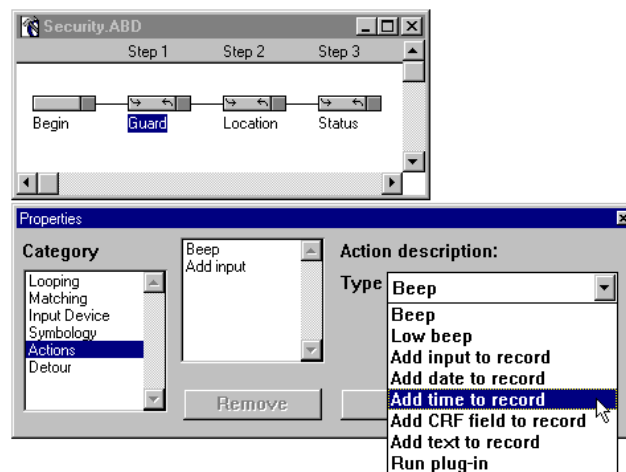 Security.ABD
Step 1 Step 2 Step 3
Begin Guard Location Status
Properties
Category
Looping
Matching
Input Device
Symbology
Actions
Detour
Beep
Add input
Remove
Action description:
Type Beep
Beep
Low beep
Add input to record
Add date to record
Add time to record
Add CRF field to record
Add text to record
Run plug-in